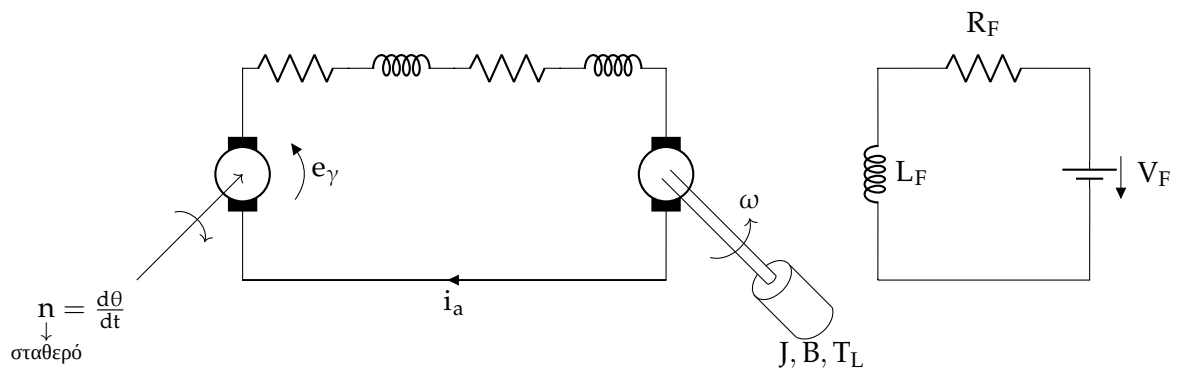 R_F
e_γ
L_F
V_F
ω
n = dθ/dt
i_a
σταθερό
J, B, T_L